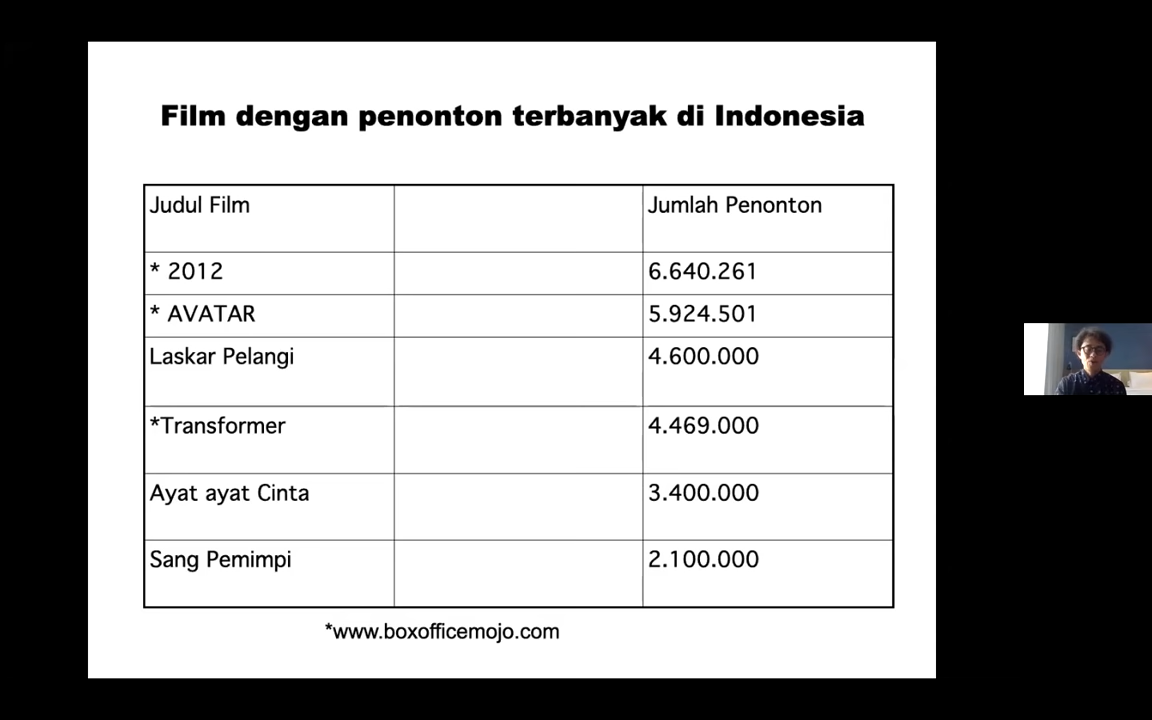 Film dengan penonton terbanyak di Indonesia
Judul Film Jumlah Penonton
* 2012 6.640.261
* AVATAR 5.924.501
Laskar Pelangi 4.600.000
*Transformer 4.469.000
Ayat ayat Cinta 3.400.000
Sang Pemimpi 2.100.000
*www.boxofficemojo.com